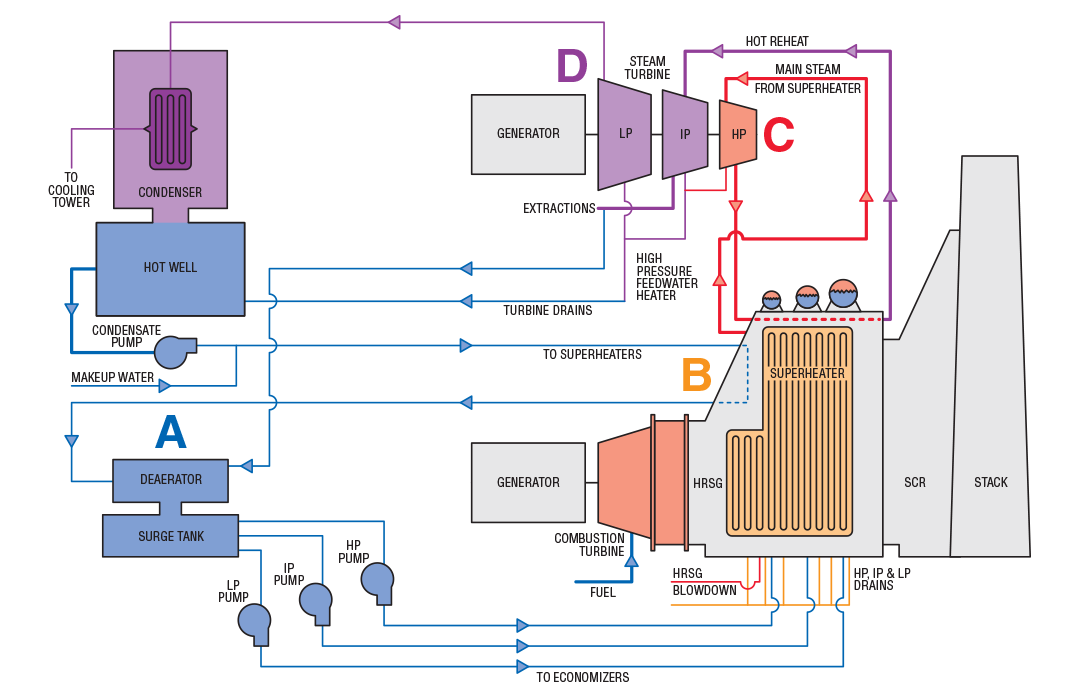 HOT REHEAT
D
STEAM
TURBINE
MAIN STEAM
FROM SUPERHEATER
GENERATOR
LP
IP
HP
C
TO
COOLING
TOWER
CONDENSER
EXTRACTIONS
HOT WELL
HIGH
PRESSURE
FEEDWATER
HEATER
TURBINE DRAINS
CONDENSATE
PUMP
TO SUPERHEATERS
MAKEUP WATER
B
SUPERHEATER
A
DEAERATOR
GENERATOR
HRSG
SCR
STACK
SURGE TANK
COMBUSTION
TURBINE
HP
PUMP
IP
PUMP
LP
PUMP
FUEL
HRSG
BLOWDOWN
HP, IP & LP
DRAINS
TO ECONOMIZERS